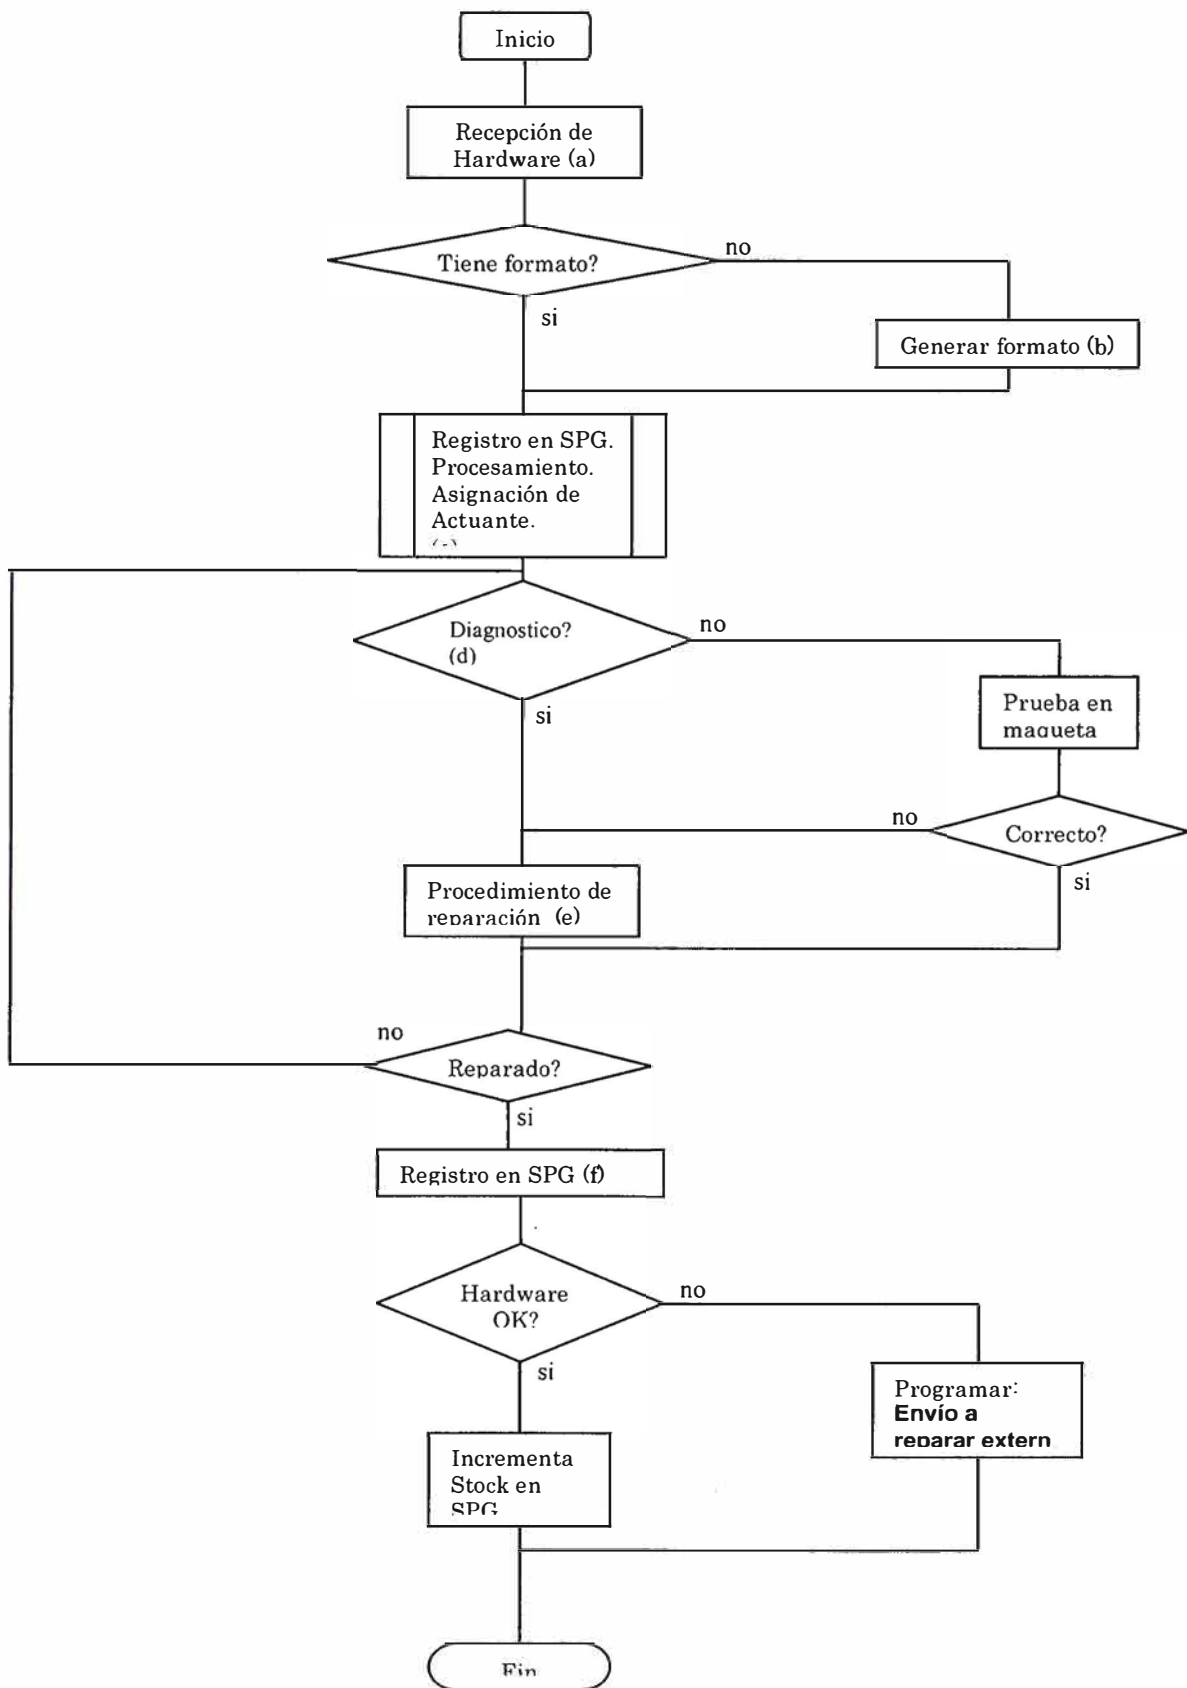 Inicio
Recepción de
Hardware (a)
Tiene formato?
no
si
Generar formato (b)
Registro en SPG.
Procesamiento.
Asignación de
Actuante.
Diagnostico?
(d)
no
si
Prueba en
maqueta
no
Correcto?
si
Procedimiento de
reparación (e)
no
Reparado?
si
Registro en SPG (f)
Hardware
OK?
no
si
Programar:
Envío a
reparar extern
Incrementa
Stock en
SPG
Fin